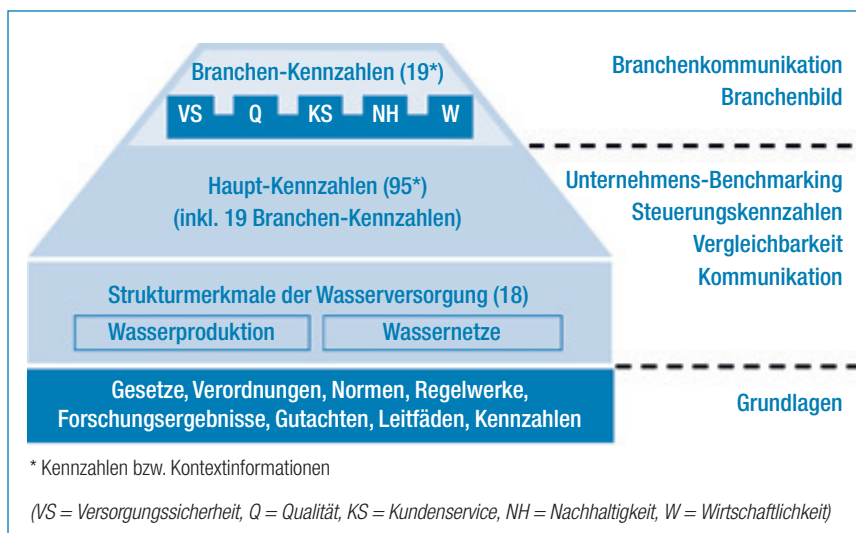 Branchen-Kennzahlen (19*)
VS Q KS NH W
Branchenkommunikation
Branchenbild
Haupt-Kennzahlen (95*)
(inkl. 19 Branchen-Kennzahlen)
Unternehmens-Benchmarking
Steuerungskennzahlen
Vergleichbarkeit
Kommunikation
Strukturmerkmale der Wasserversorgung (18)
Wasserproduktion Wassernetze
Gesetze, Verordnungen, Normen, Regelwerke,
Forschungsergebnisse, Gutachten, Leitfäden, Kennzahlen
Grundlagen
* Kennzahlen bzw. Kontextinformationen
(VS = Versorgungssicherheit, Q = Qualität, KS = Kundenservice, NH = Nachhaltigkeit, W = Wirtschaftlichkeit)